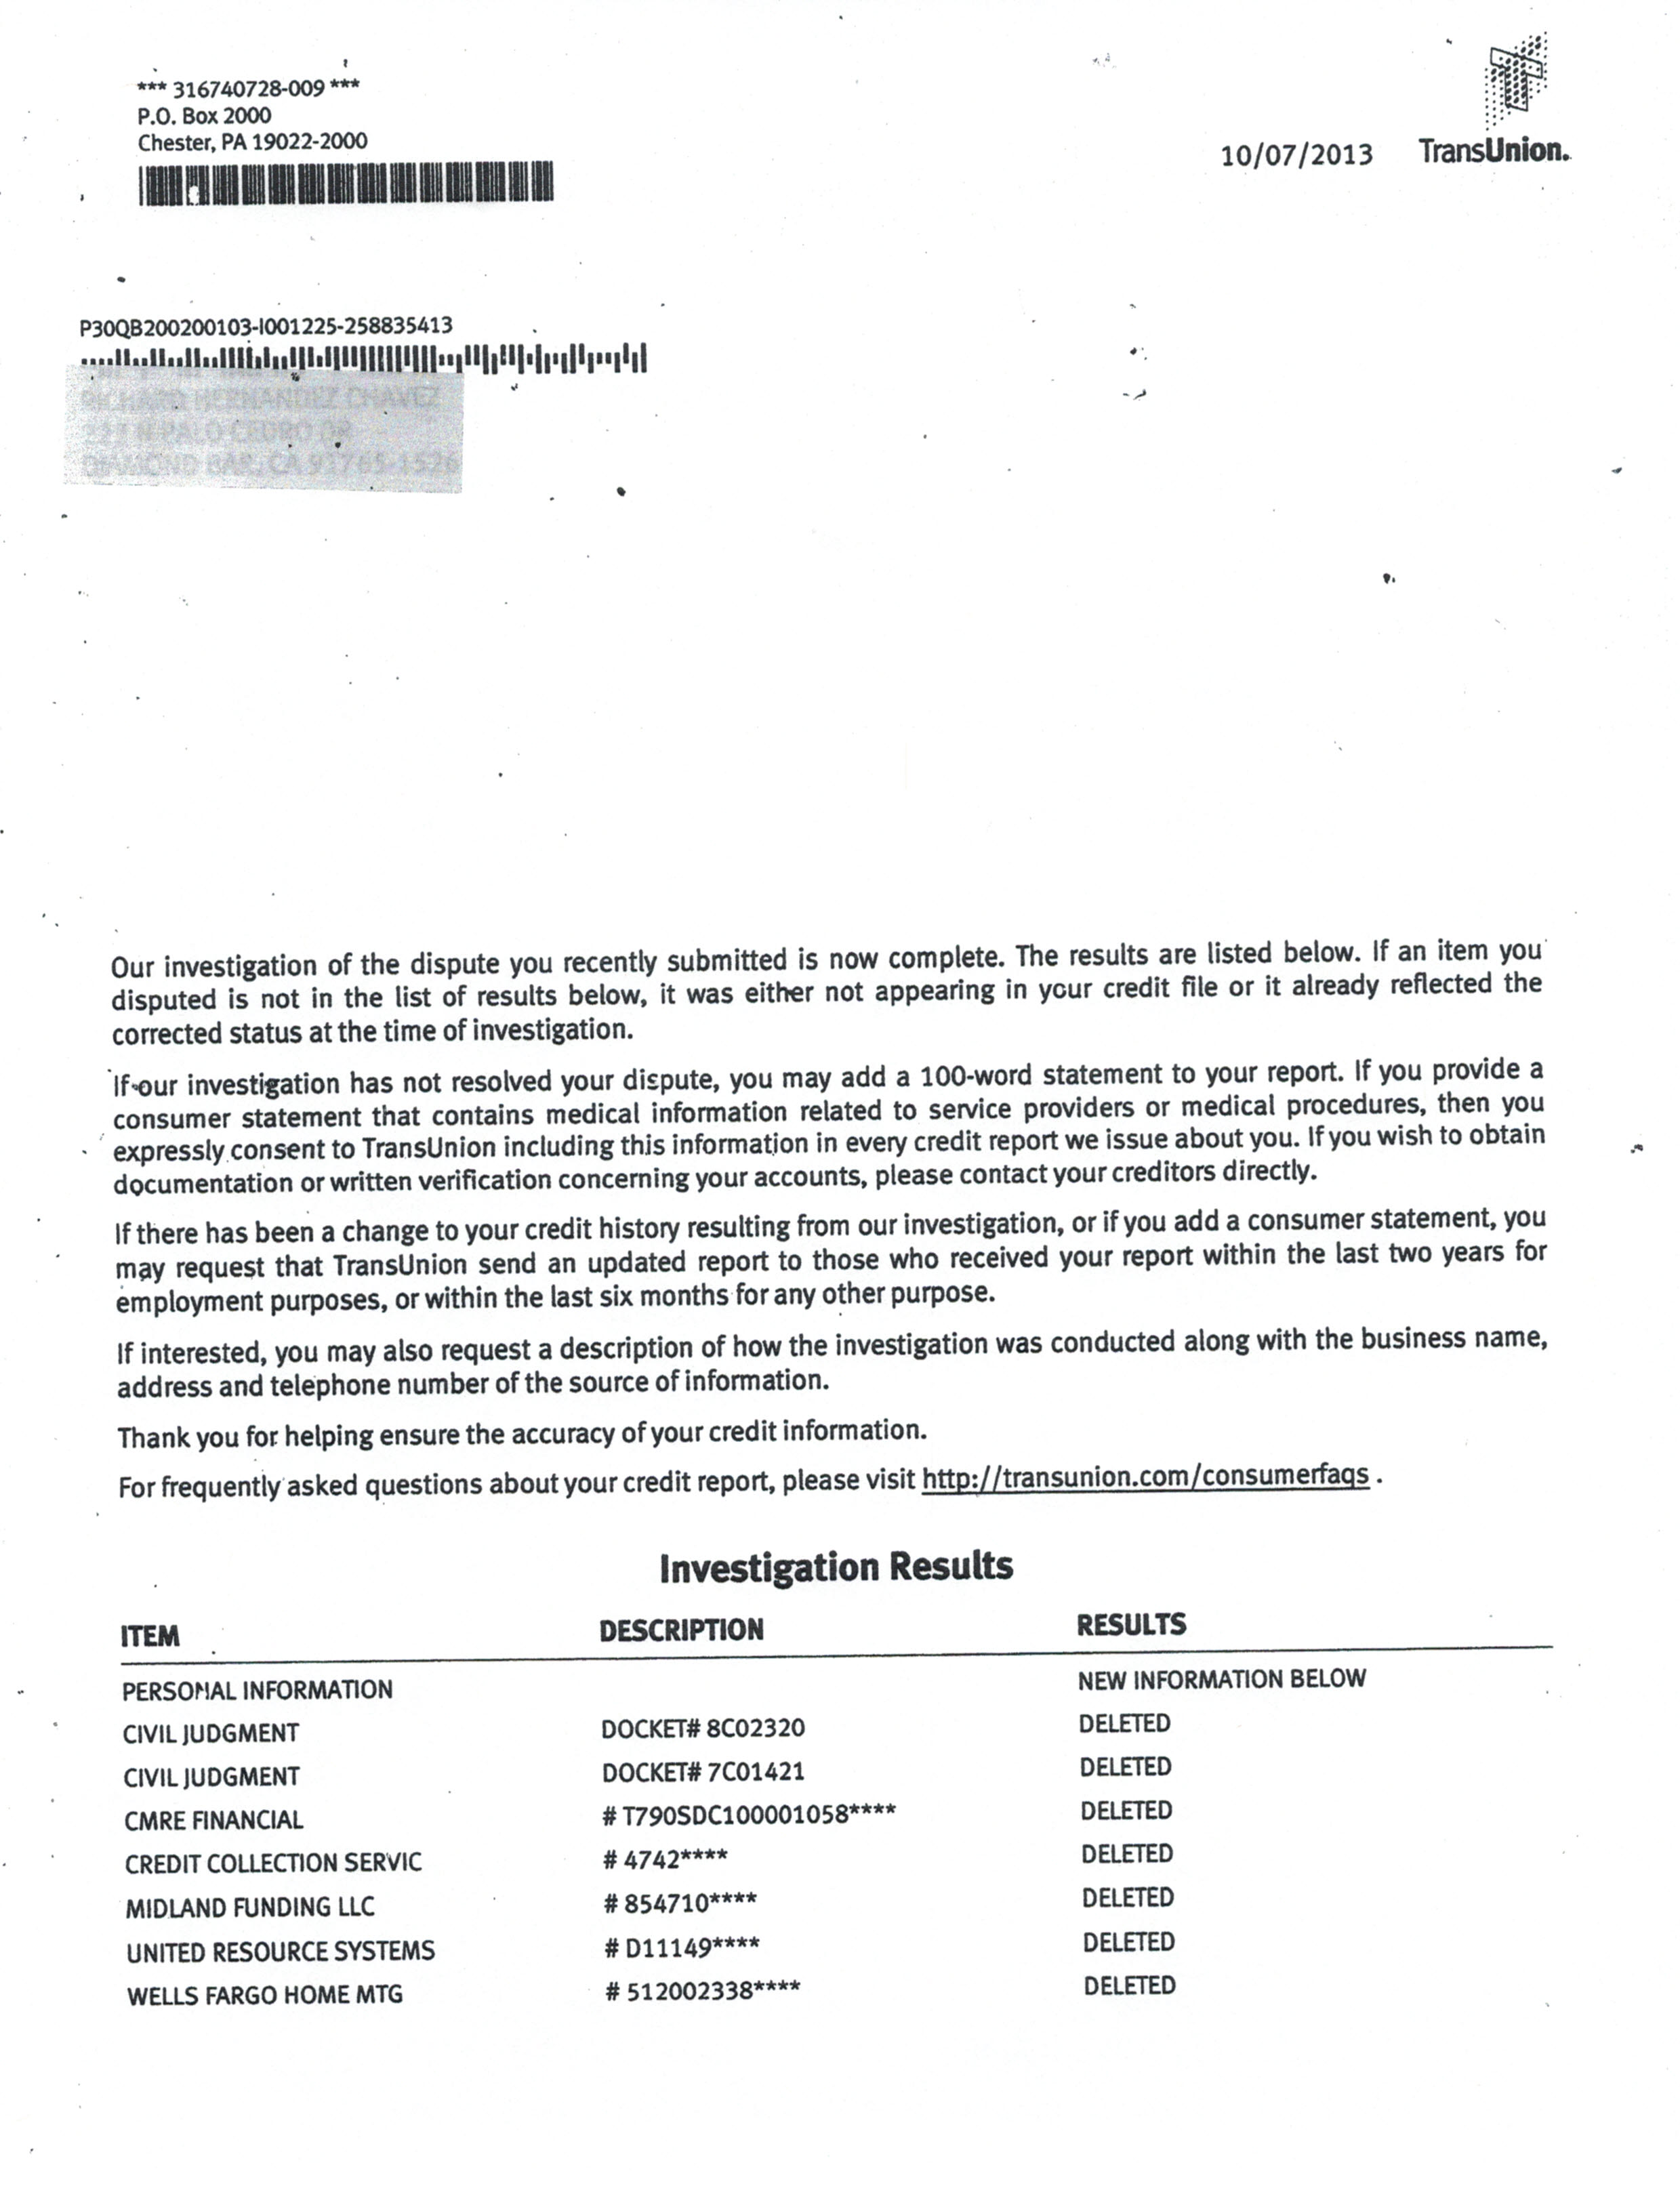 *** 316740728-009 ***
P.O. Box 2000
Chester, PA 19022-2000
10/07/2013
TransUnion.
P30QB200200103-I001225-258835413
Our investigation of the dispute you recently submitted is now complete. The results are listed below. If an item you
disputed is not in the list of results below, it was either not appearing in your credit file or it already reflected the
corrected status at the time of investigation.
If our investigation has not resolved your dispute, you may add a 100-word statement to your report. If you provide a
consumer statement that contains medical information related to service providers or medical procedures, then you
expressly consent to TransUnion including this information in every credit report we issue about you. If you wish to obtain
documentation or written verification concerning your accounts, please contact your creditors directly.
If there has been a change to your credit history resulting from our investigation, or if you add a consumer statement, you
may request that TransUnion send an updated report to those who received your report within the last two years for
employment purposes, or within the last six months for any other purpose.
If interested, you may also request a description of how the investigation was conducted along with the business name,
address and telephone number of the source of information.
Thank you for helping ensure the accuracy of your credit information.
For frequently asked questions about your credit report, please visit http://transunion.com/consumerfaqs .
Investigation Results
ITEM DESCRIPTION RESULTS
PERSONAL INFORMATION NEW INFORMATION BELOW
CIVIL JUDGMENT DOCKET# 8C02320 DELETED
CIVIL JUDGMENT DOCKET# 7C01421 DELETED
CMRE FINANCIAL # T790SDC100001058**** DELETED
CREDIT COLLECTION SERVIC # 4742**** DELETED
MIDLAND FUNDING LLC # 854710**** DELETED
UNITED RESOURCE SYSTEMS # D11149**** DELETED
WELLS FARGO HOME MTG # 512002338**** DELETED